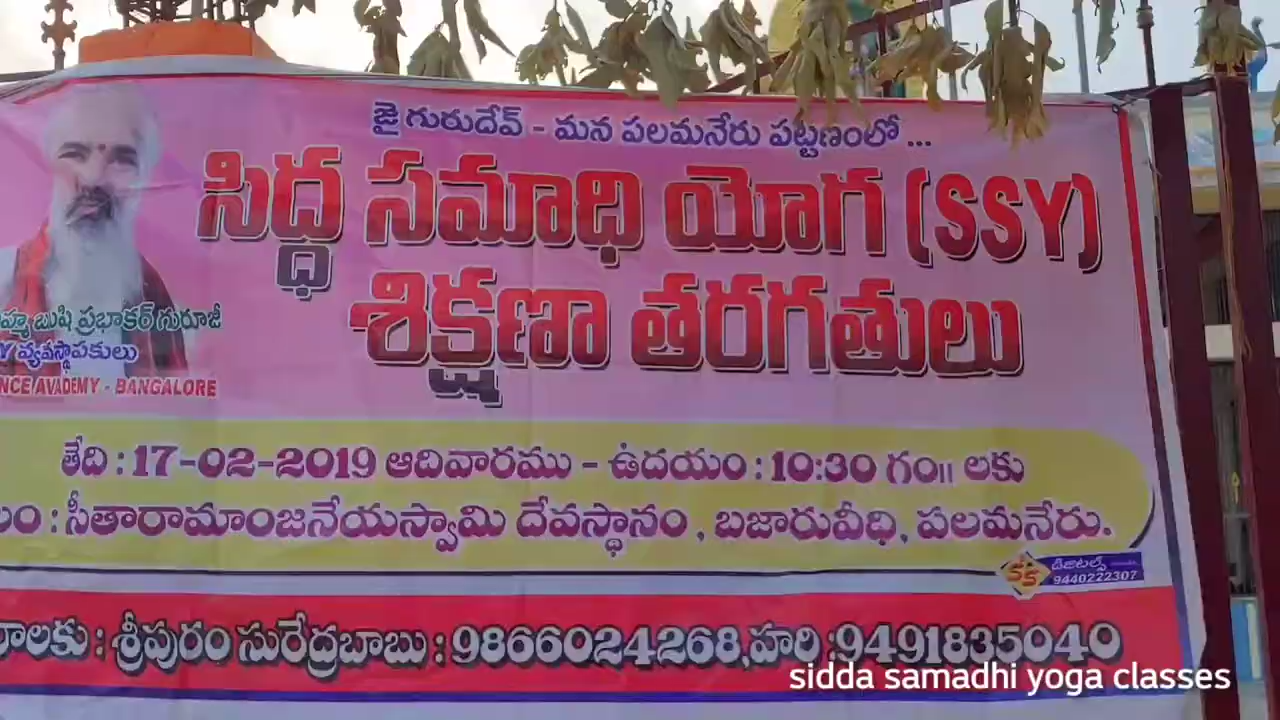 జై గురుదేవ్ - మన పలమనేరు పట్టణంలో ...
సిద్ధ సమాధి యోగ (SSY)
శిక్షణా తరగతులు
హ్మ ఋషి ప్రభాకర్ గురూజీ
Y వ్యవస్థాపకులు
NCE AVADEMY - BANGALORE
తేది : 17-02-2019 ఆదివారము - ఉదయం : 10:30 గం॥ లకు
లం : సీతారామాంజనేయస్వామి దేవస్థానం , బజారువీధి, పలమనేరు.
SS డిజిటల్స్
9440222307
రాలకు : శ్రీపురం సురేద్రబాబు : 9866024268,హరి :9491835040
sidda samadhi yoga classes